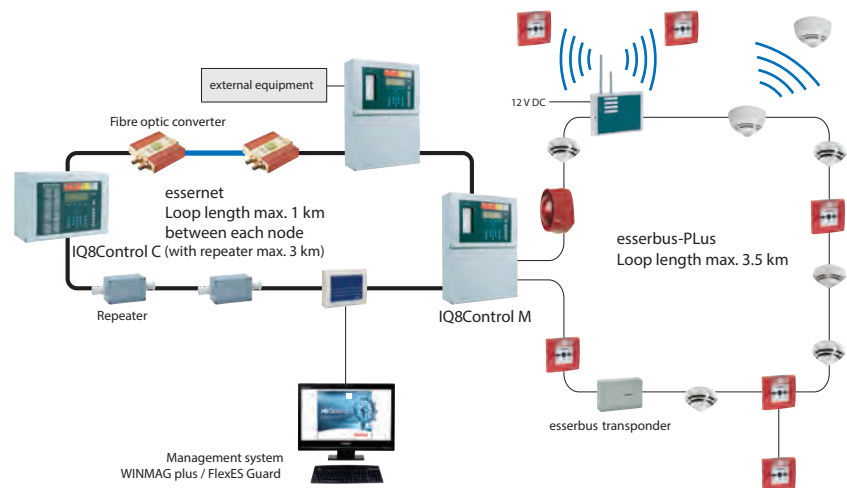 external equipment
12 V DC
Fibre optic converter
essernet
Loop length max. 1 km
between each node
(with repeater max. 3 km)
IQ8Control C
esserbus-PLus
Loop length max. 3.5 km
Repeater
IQ8Control M
esserbus transponder
Management system
WINMAG plus / FlexES Guard